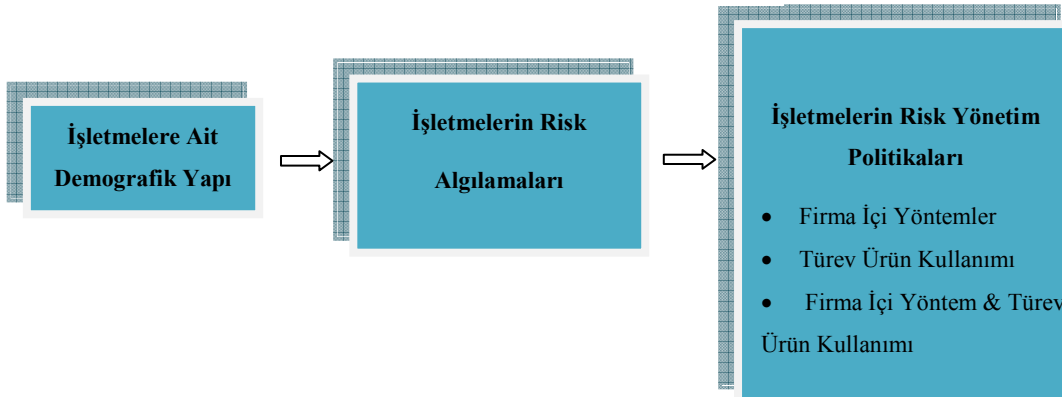 İşletmelere Ait
Demografik Yapı
İşletmelerin Risk
Algılamaları
İşletmelerin Risk Yönetim
Politikaları
• Firma İçi Yöntemler
• Türev Ürün Kullanımı
• Firma İçi Yöntem & Türev
Ürün Kullanımı